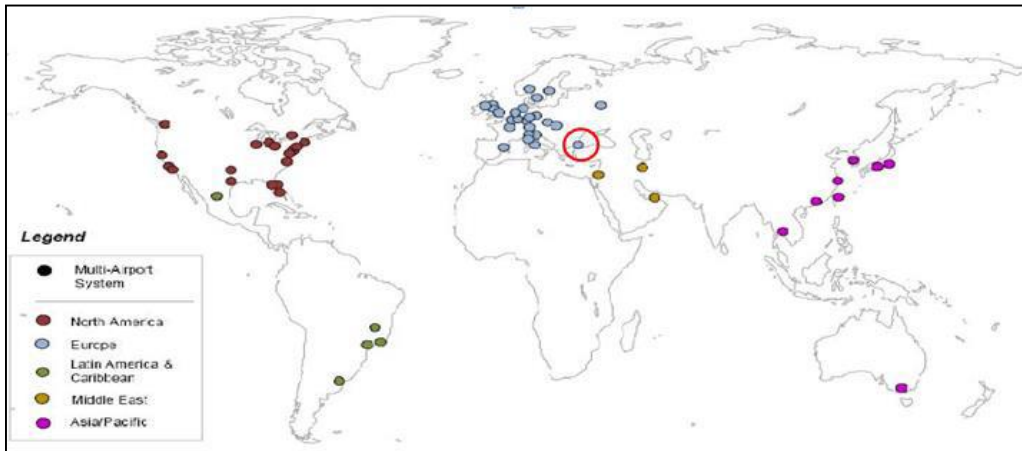 Legend
Multi-Airport
System
North America
Europe
Latin America &
Caribbean
Middle East
Asia/Pacific